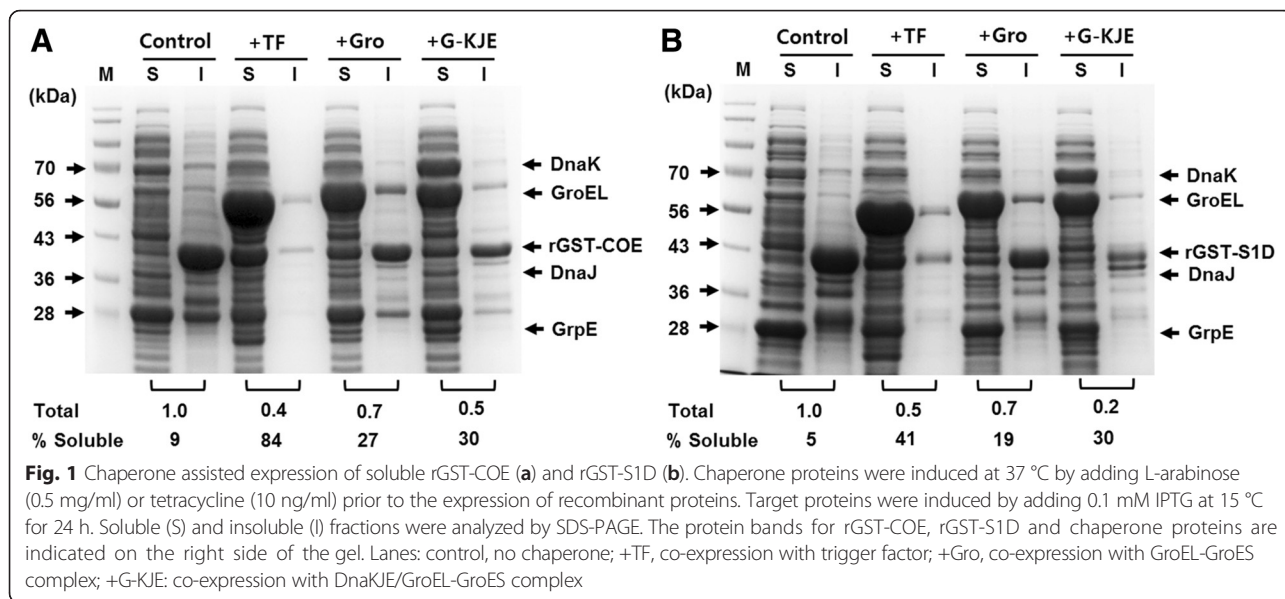 A
Control +TF +Gro +G-KJE
M S I S I S I S I
(kDa)
70
56
43
36
28
DnaK
GroEL
rGST-COE
DnaJ
GrpE
Total 1.0 0.4 0.7 0.5
% Soluble 9 84 27 30
B
Control +TF +Gro +G-KJE
M S I S I S I S I
(kDa)
70
56
43
36
28
DnaK
GroEL
rGST-S1D
DnaJ
GrpE
Total 1.0 0.5 0.7 0.2
% Soluble 5 41 19 30
Fig. 1 Chaperone assisted expression of soluble rGST-COE (a) and rGST-S1D (b). Chaperone proteins were induced at 37 °C by adding L-arabinose
(0.5 mg/ml) or tetracycline (10 ng/ml) prior to the expression of recombinant proteins. Target proteins were induced by adding 0.1 mM IPTG at 15 °C
for 24 h. Soluble (S) and insoluble (I) fractions were analyzed by SDS-PAGE. The protein bands for rGST-COE, rGST-S1D and chaperone proteins are
indicated on the right side of the gel. Lanes: control, no chaperone; +TF, co-expression with trigger factor; +Gro, co-expression with GroEL-GroES
complex; +G-KJE: co-expression with DnaKJE/GroEL-GroES complex